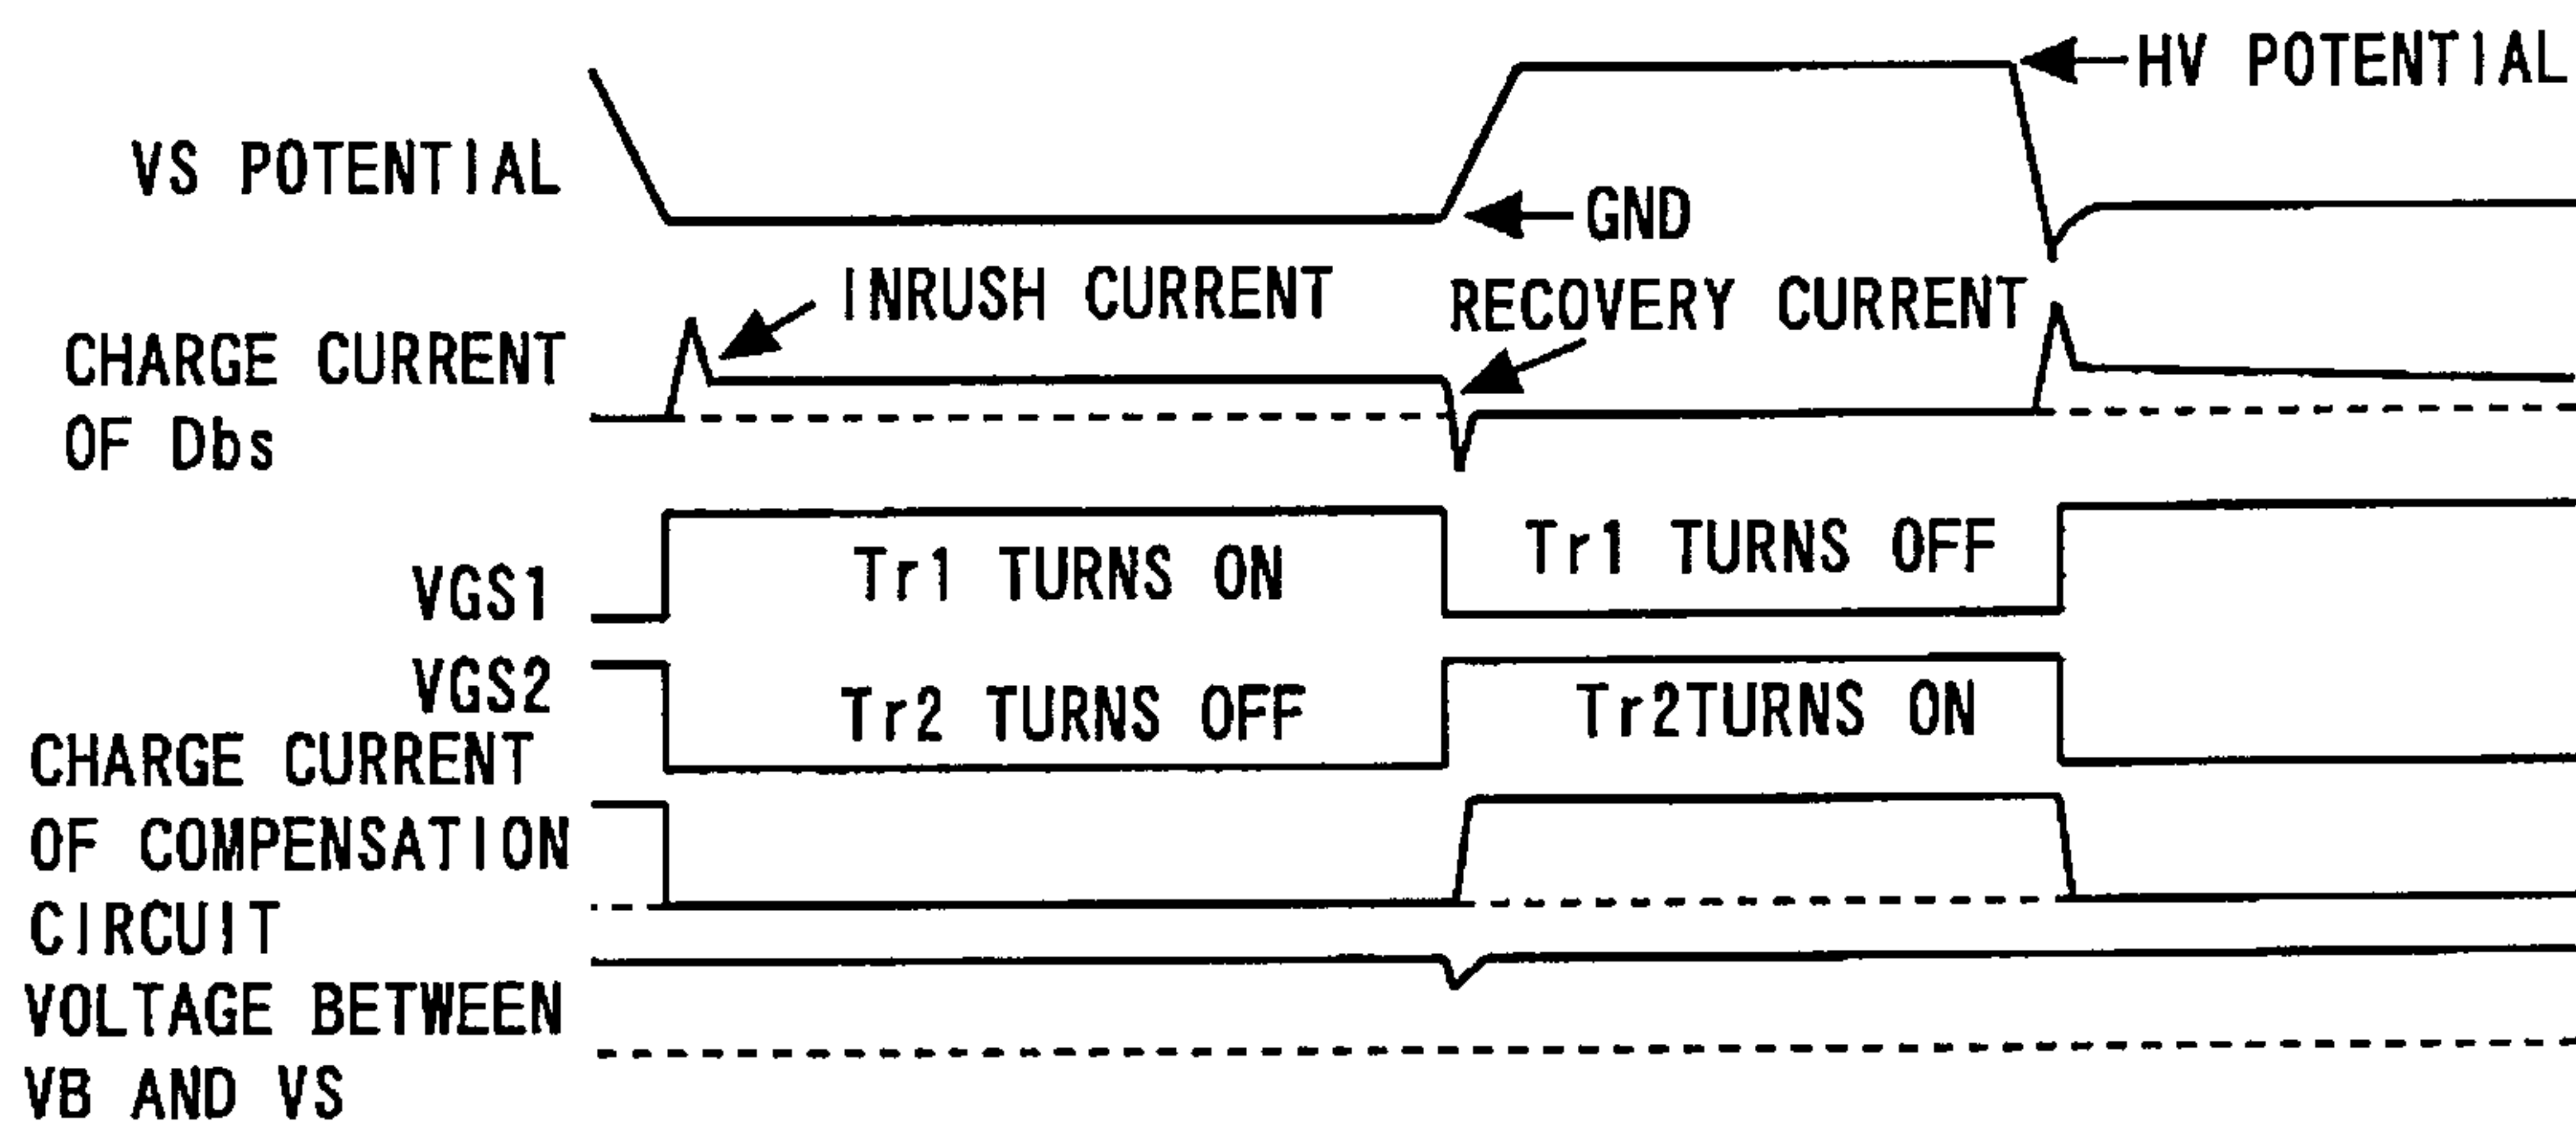 HV POTENTIAL
VS POTENTIAL
GND
INRUSH CURRENT
RECOVERY CURRENT
CHARGE CURRENT
OF Dbs
Tr1 TURNS ON
Tr1 TURNS OFF
VGS1
VGS2
Tr2 TURNS OFF
Tr2TURNS ON
CHARGE CURRENT
OF COMPENSATION
CIRCUIT
VOLTAGE BETWEEN
VB AND VS